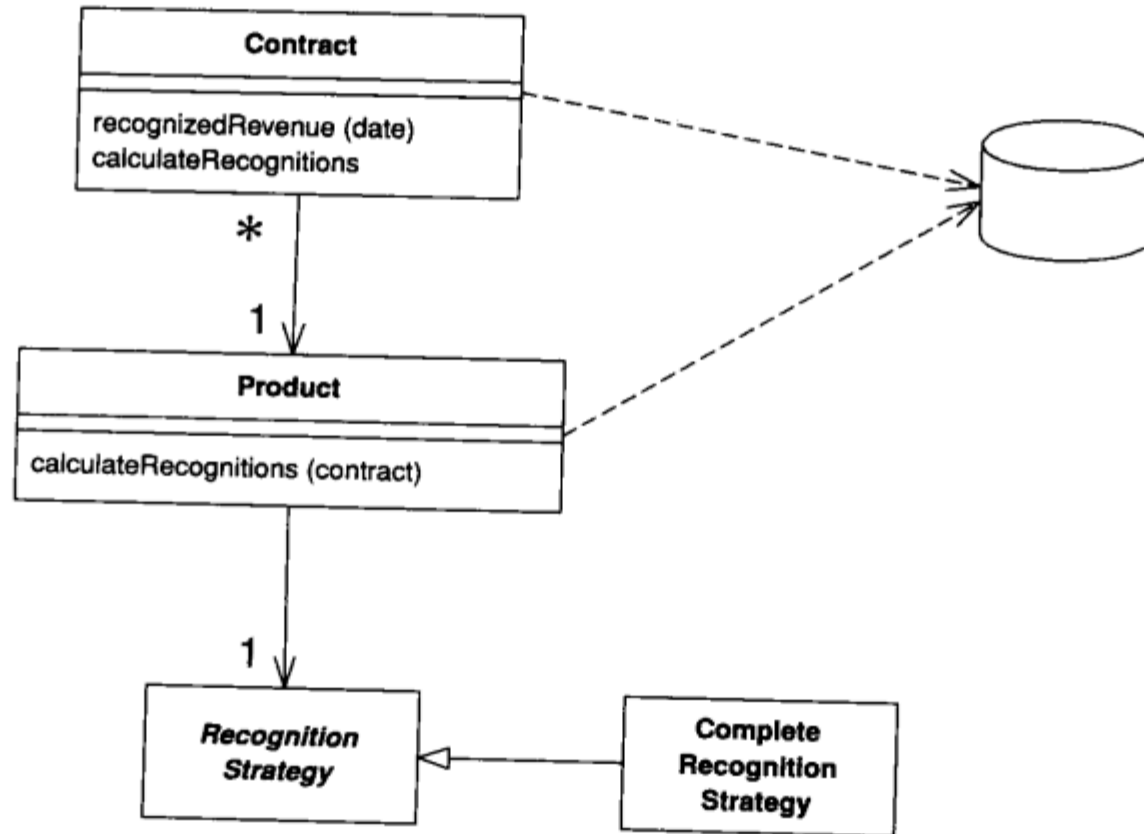 Contract
recognizedRevenue (date)
calculateRecognitions
*
1
Product
calculateRecognitions (contract)
1
Recognition
Strategy
Complete
Recognition
Strategy